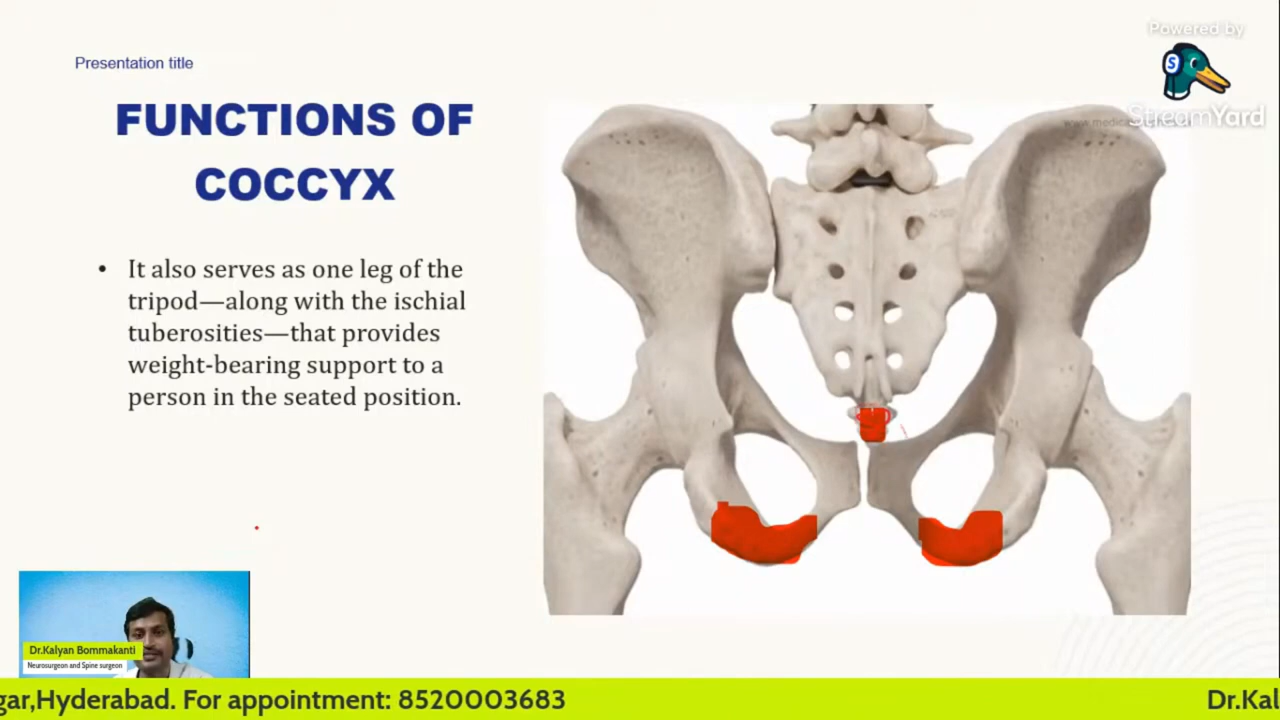 Powered by
StreamYard
Presentation title
FUNCTIONS OF
COCCYX
• It also serves as one leg of the
tripod—along with the ischial
tuberosities—that provides
weight-bearing support to a
person in the seated position.
Dr.Kalyan Bommakanti
Neurosurgeon and Spine surgeon
gar,Hyderabad. For appointment: 8520003683
Dr.Kal